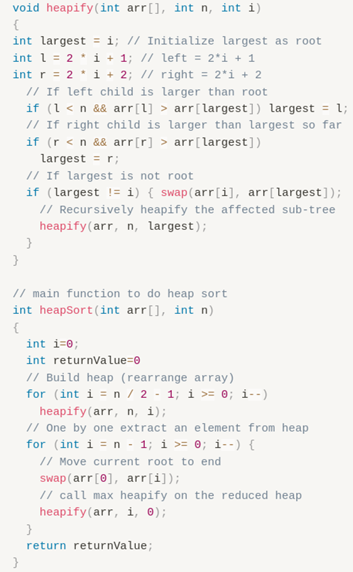 void heapify(int arr[], int n, int i)
{
int largest = i; // Initialize largest as root
int l = 2 * i + 1; // left = 2*i + 1
int r = 2 * i + 2; // right = 2*i + 2
// If left child is larger than root
if (l < n && arr[l] > arr[largest]) largest = l;
// If right child is larger than largest so far
if (r < n && arr[r] > arr[largest])
largest = r;
// If largest is not root
if (largest != i) { swap(arr[i], arr[largest]);
// Recursively heapify the affected sub-tree
heapify(arr, n, largest);
}
}
// main function to do heap sort
int heapSort(int arr[], int n)
{
int i=0;
int returnValue=0
// Build heap (rearrange array)
for (int i = n / 2 - 1; i >= 0; i--)
heapify(arr, n, i);
// One by one extract an element from heap
for (int i = n - 1; i >= 0; i--) {
// Move current root to end
swap(arr[0], arr[i]);
// call max heapify on the reduced heap
heapify(arr, i, 0);
}
return returnValue;
}